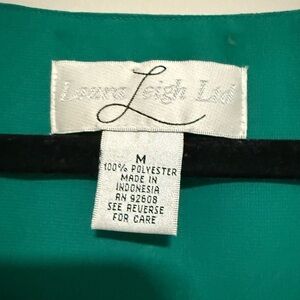 Laura Leigh Ltd
M
100% POLYESTER
MADE IN
INDONESIA
RN 92608
SEE REVERSE
FOR CARE